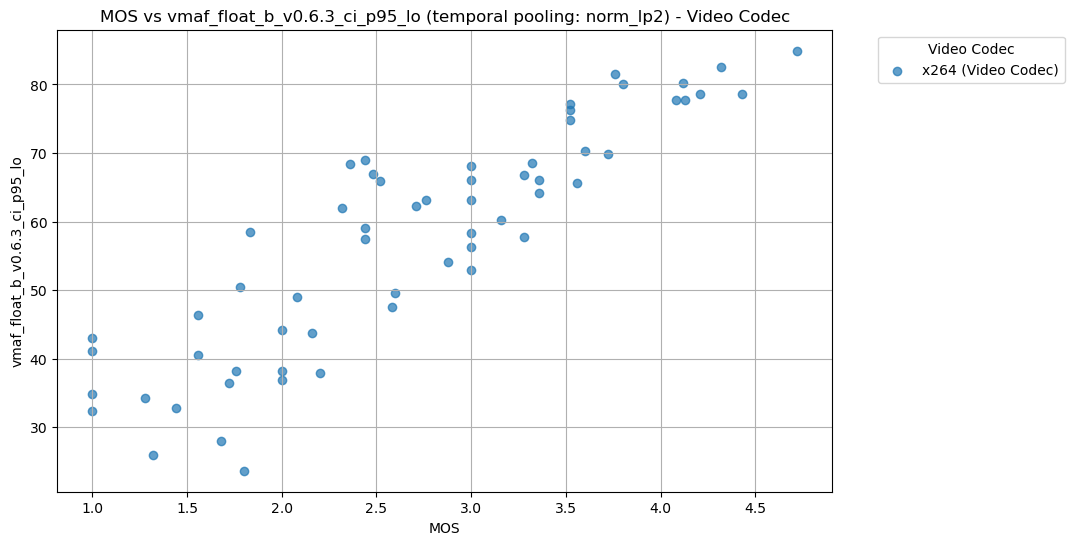 MOS vs vmaf_float_b_v0.6.3_ci_p95_lo (temporal pooling: norm_lp2) - Video Codec
Video Codec
x264 (Video Codec)
vmaf_float_b_v0.6.3_ci_p95_lo
80
70
60
50
40
30
1.0 1.5 2.0 2.5 3.0 3.5 4.0 4.5
MOS